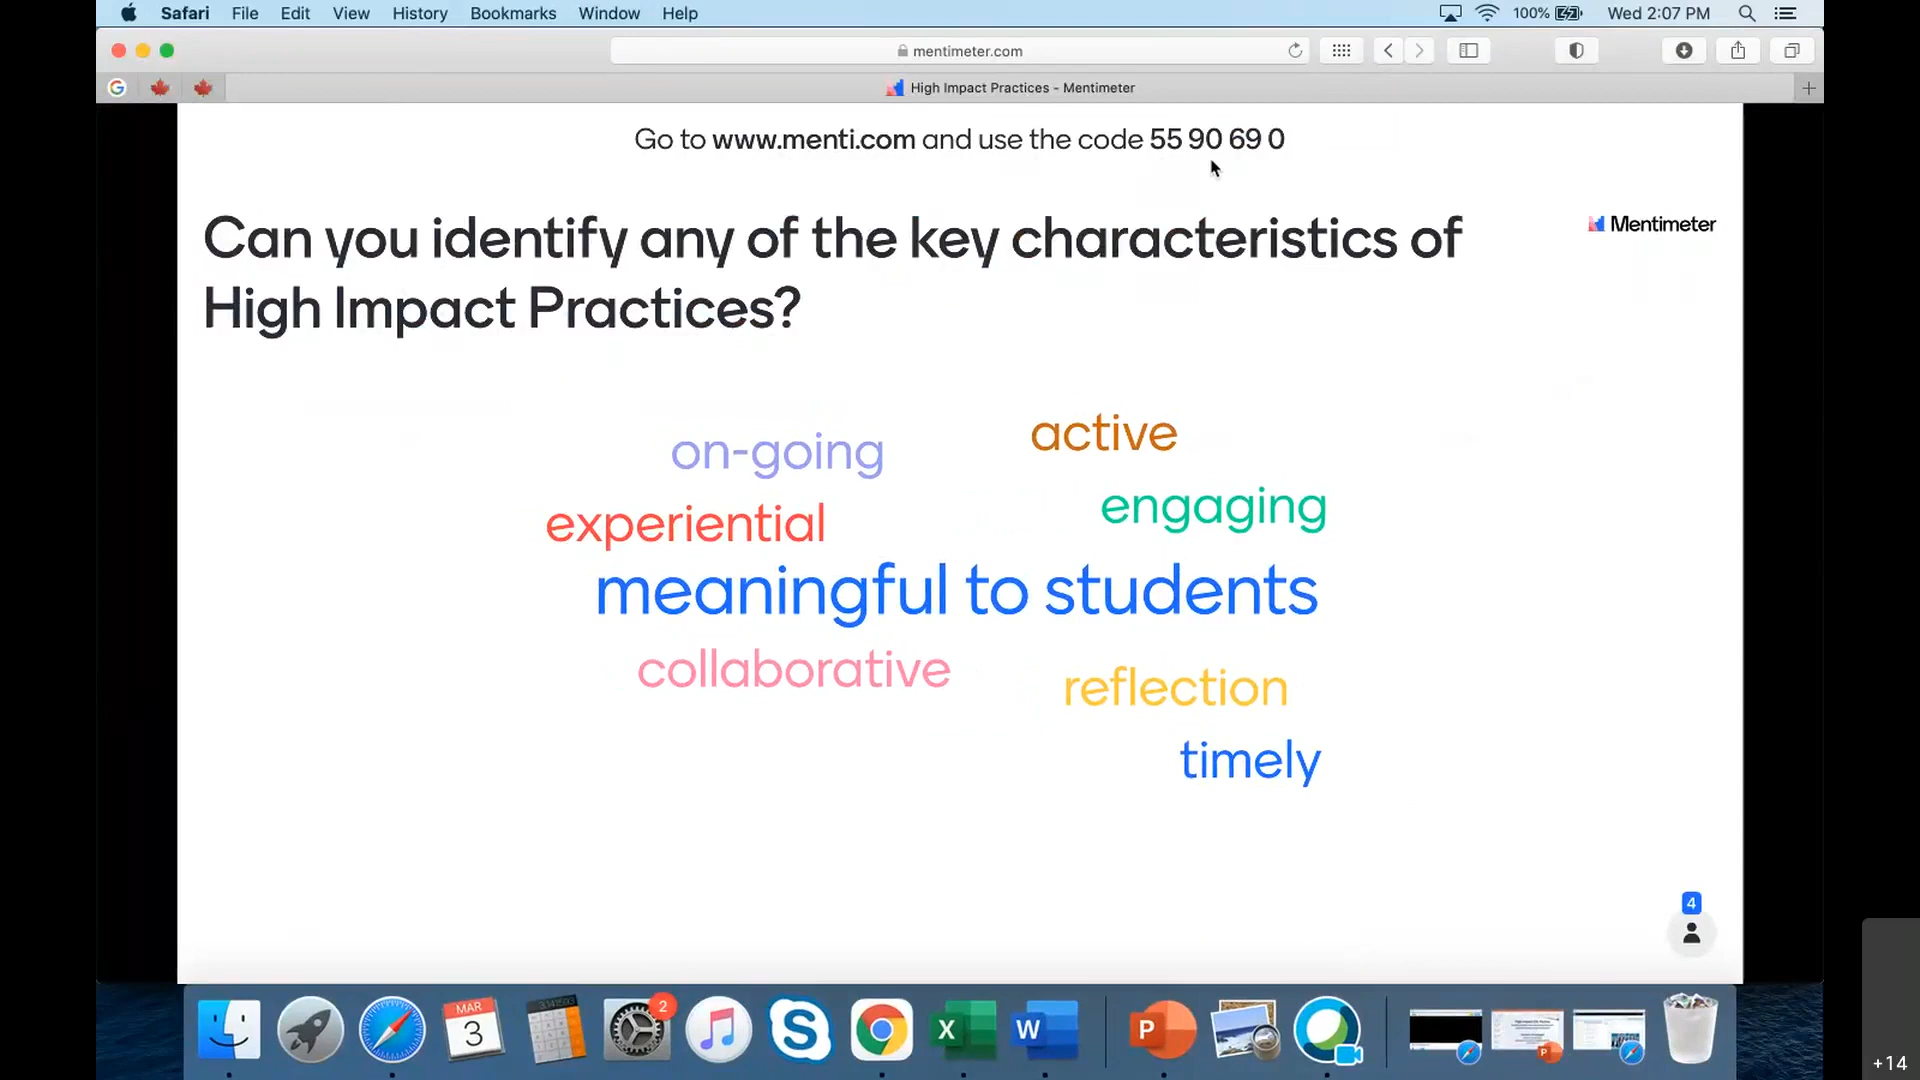 Safari File Edit View History Bookmarks Window Help 100% Wed 2:07 PM
mentimeter.com
High Impact Practices - Mentimeter
Go to www.menti.com and use the code 55 90 69 0
Mentimeter
Can you identify any of the key characteristics of
High Impact Practices?
active
on-going
engaging
experiential
meaningful to students
collaborative
reflection
timely
4
MAR
3
2
+14